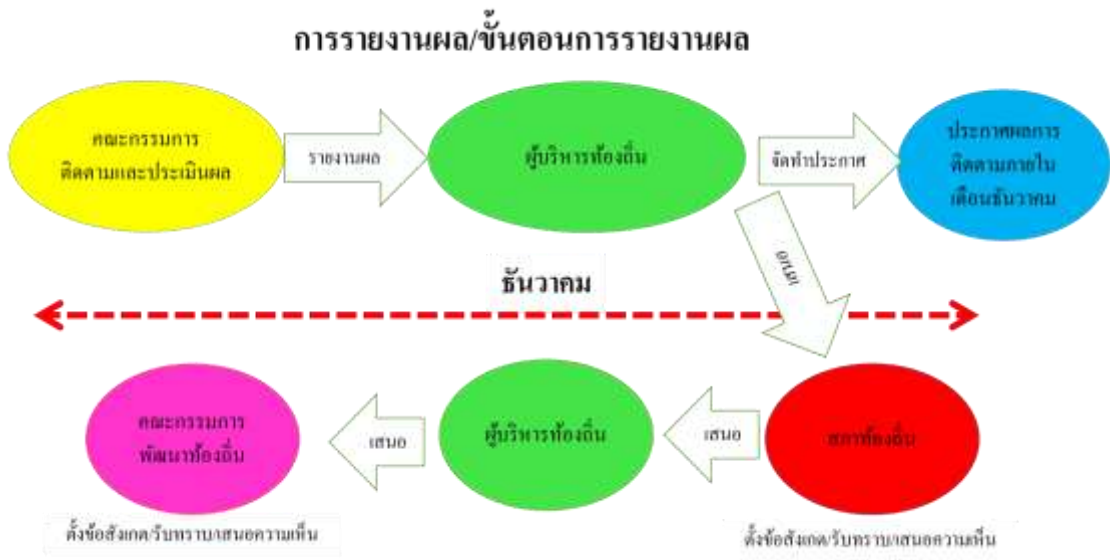 การรายงานผล/ขั้นตอนการรายงานผล
คณะกรรมการ
ติดตามและประเมินผล
รายงานผล
ผู้บริหารท้องถิ่น
จัดทำประกาศ
ประกาศผลการ
ติดตามภายใน
เดือนธันวาคม
เสนอ
ธันวาคม
คณะกรรมการ
พัฒนาท้องถิ่น
เสนอ
ผู้บริหารท้องถิ่น
เสนอ
สภาท้องถิ่น
ตั้งข้อสังเกต/รับทราบ/เสนอความเห็น
ตั้งข้อสังเกต/รับทราบ/เสนอความเห็น